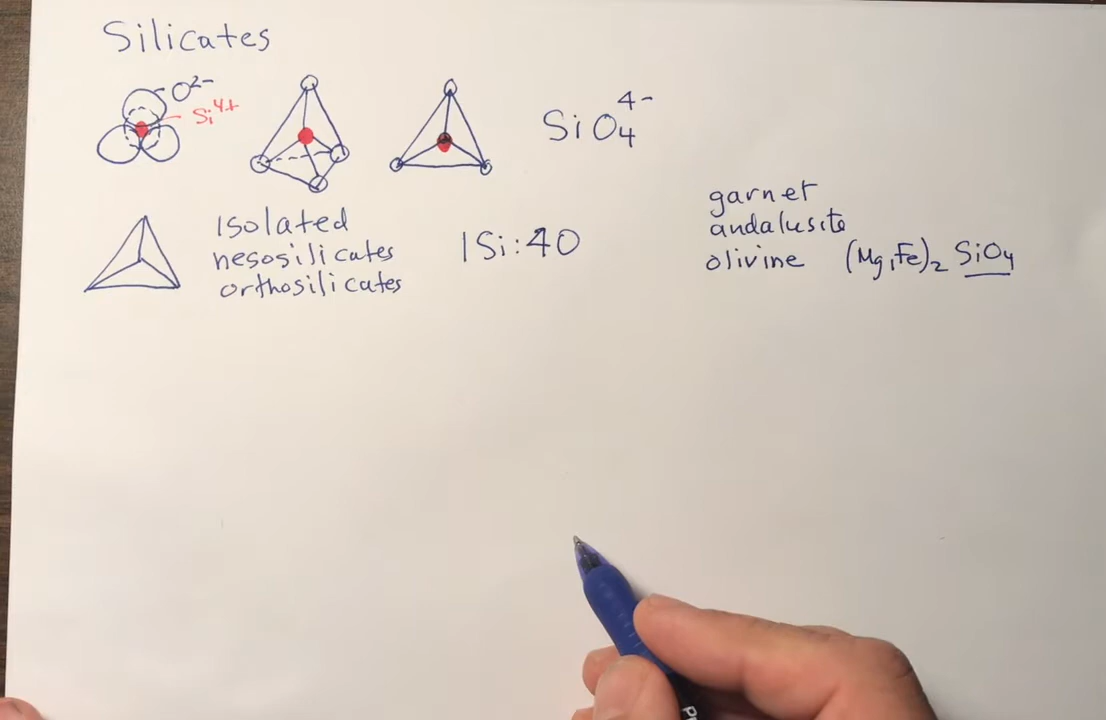 Silicates
O2-
Si4+
SiO4 4-
Isolated
nesosilicates
orthosilicates
1Si:4O
garnet
andalusite
olivine (Mg,Fe)2 SiO4